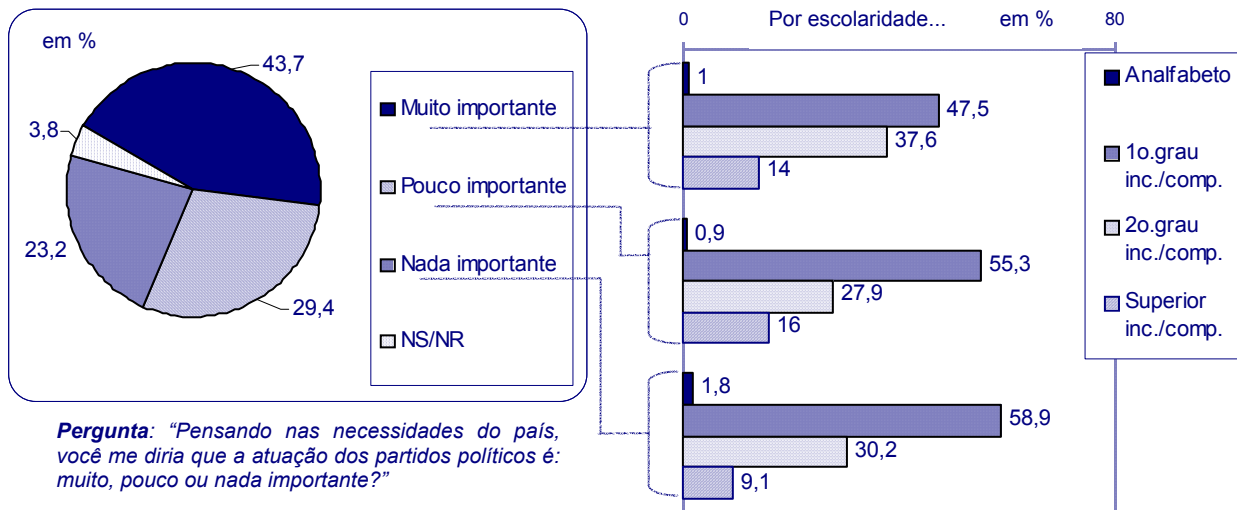 em %
43,7
3,8
23,2
29,4
Muito importante
Pouco importante
Nada importante
NS/NR
Pergunta: “Pensando nas necessidades do país,
você me diria que a atuação dos partidos políticos é:
muito, pouco ou nada importante?”
0 Por escolaridade... em % 80
1
47,5
37,6
14
0,9
55,3
27,9
16
1,8
58,9
30,2
9,1
Analfabeto
1o.grau
inc./comp.
2o.grau
inc./comp.
Superior
inc./comp.